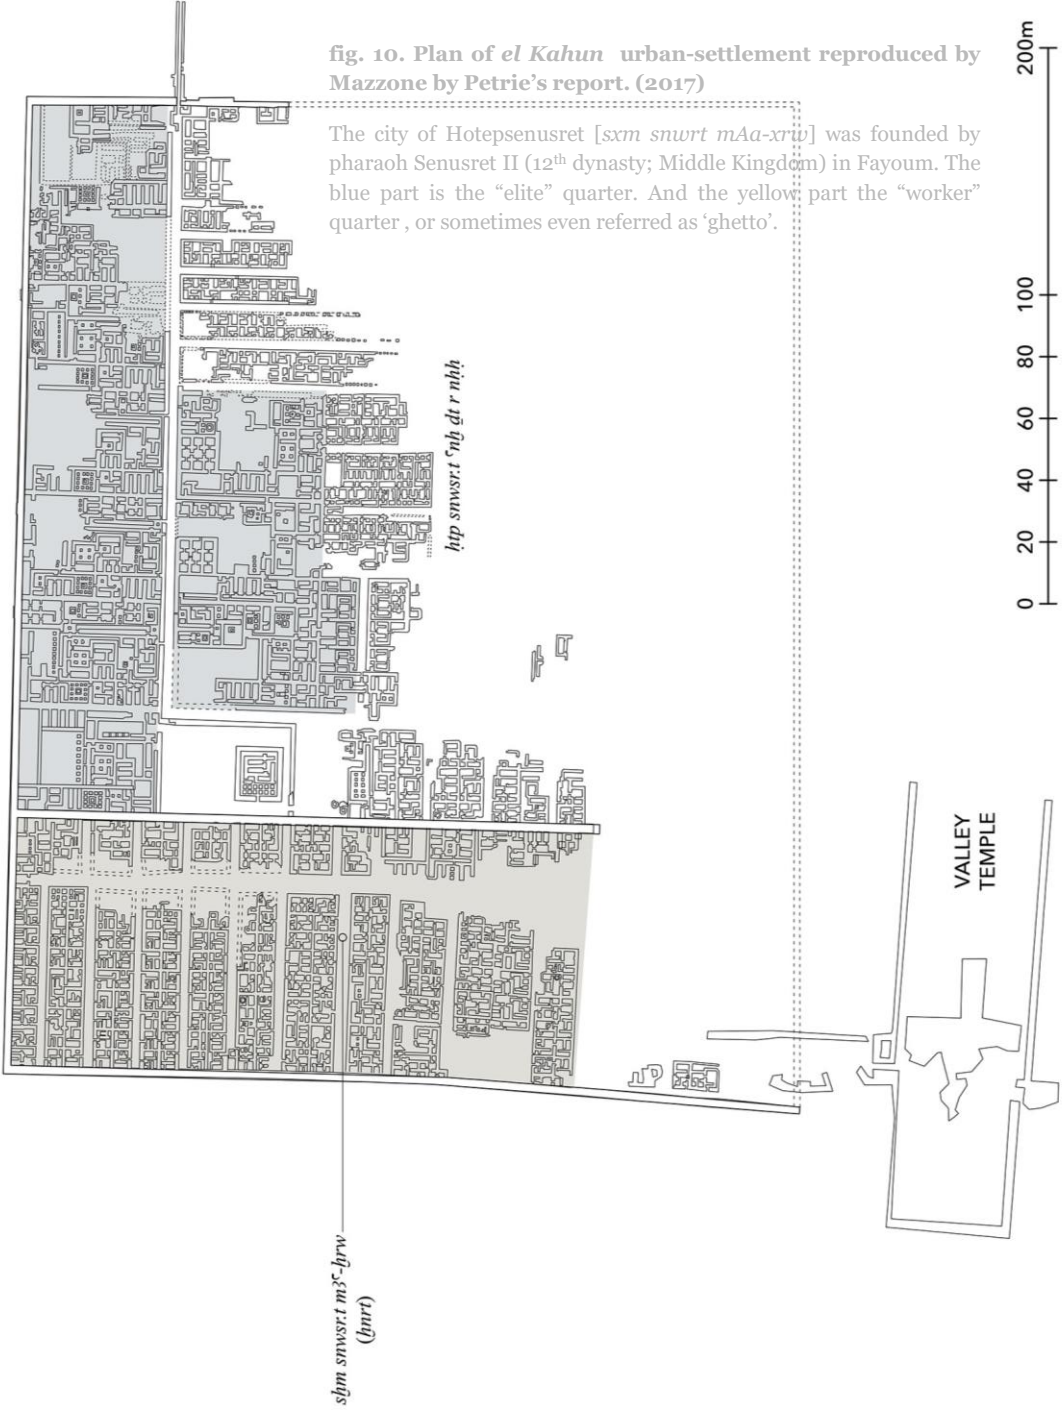 fig. 10. Plan of el Kahun urban-settlement reproduced by
Mazzone by Petrie’s report. (2017)
The city of Hotepsenusret [sxm snwrt mAa-xrw] was founded by
pharaoh Senusret II (12th dynasty; Middle Kingdom) in Fayoum. The
blue part is the “elite” quarter. And the yellow part the “worker”
quarter , or sometimes even referred as ‘ghetto’.
200m
100
80
60
40
20
0
ḥtp snwsr.t ꜥnḫ ḏt r nḥḥ
VALLEY
TEMPLE
sḫm snwsr.t mꜣꜥ-ḫrw
(ḫnrt)